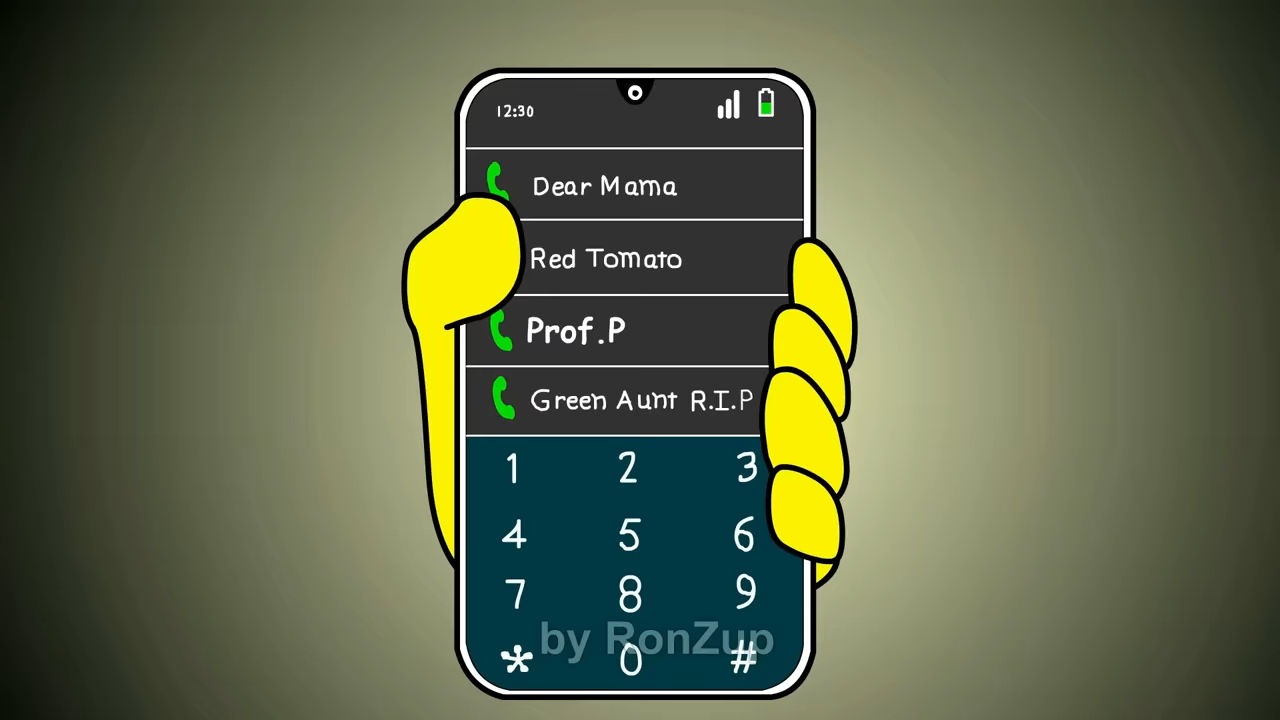 12:30
Dear Mama
Red Tomato
Prof.P
Green Aunt R.I.P
1 2 3
4 5 6
7 8 9
by RonZup
* 0 #